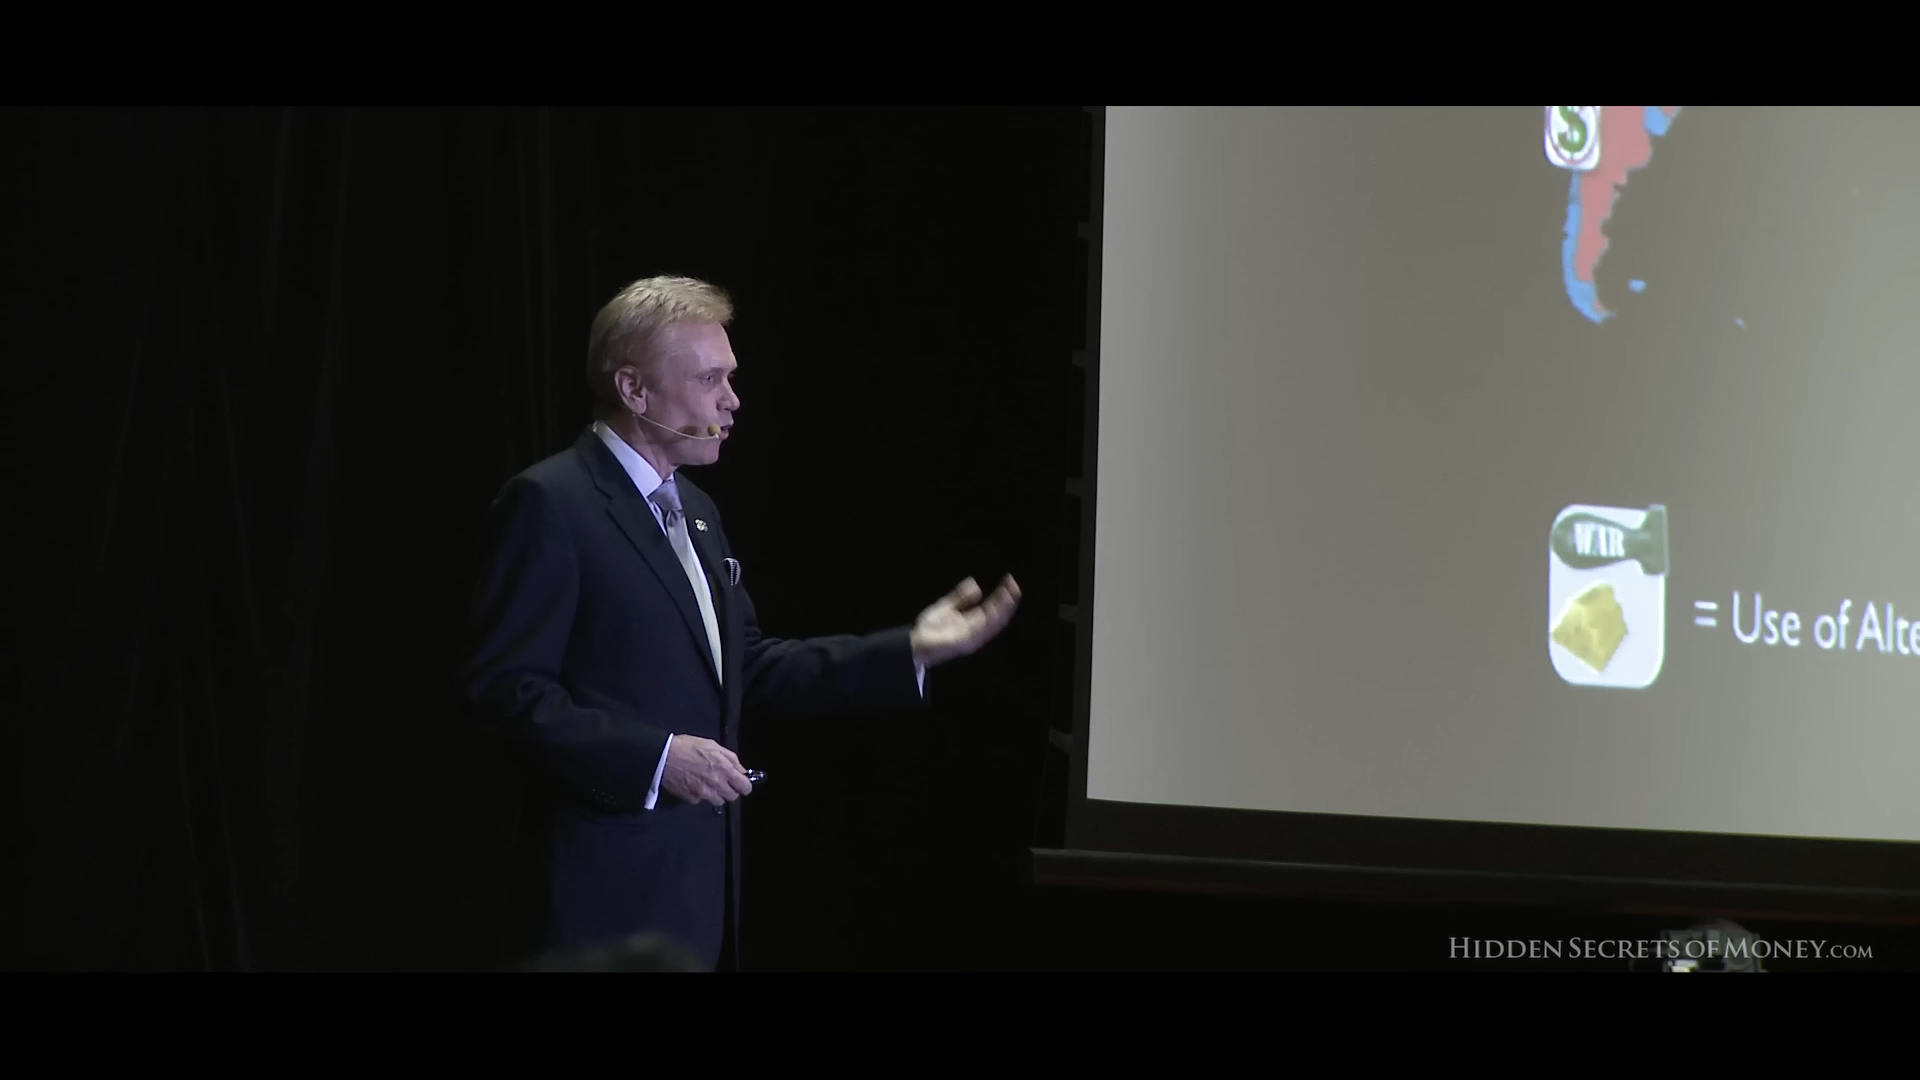 $
WAR
= Use of Alte
HIDDEN SECRETS OF MONEY.COM